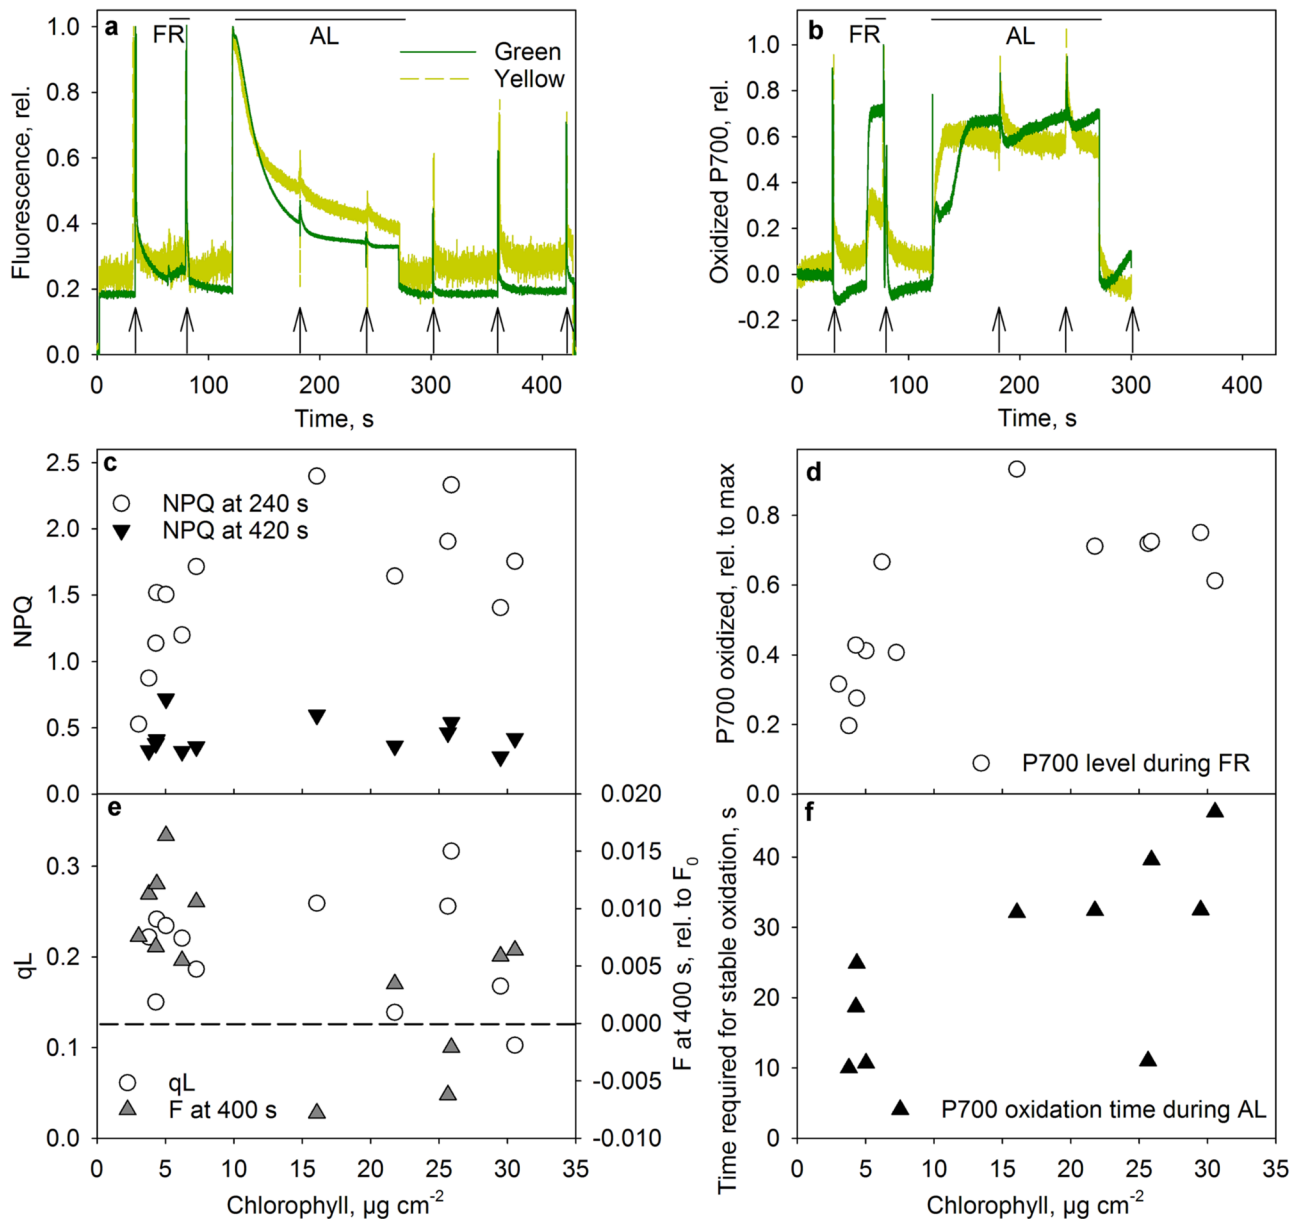 a
FR
AL
Green
Yellow
Fluorescence, rel.
1.0
0.8
0.6
0.4
0.2
0.0
0
100
200
300
400
Time, s
b
FR
AL
Oxidized P700, rel.
1.0
0.8
0.6
0.4
0.2
0.0
-0.2
0
100
200
300
400
Time, s
c
NPQ at 240 s
NPQ at 420 s
NPQ
2.5
2.0
1.5
1.0
0.5
0.0
d
P700 oxidized, rel. to max
0.8
0.6
0.4
0.2
0.0
P700 level during FR
e
qL
0.3
0.2
0.1
0.0
qL
F at 400 s
0.020
0.015
0.010
0.005
0.000
-0.005
-0.010
F at 400 s, rel. to F0
0
5
10
15
20
25
30
35
Chlorophyll, µg cm-2
f
Time required for stable oxidation, s
40
30
20
10
0
P700 oxidation time during AL
0
5
10
15
20
25
30
35
Chlorophyll, µg cm-2